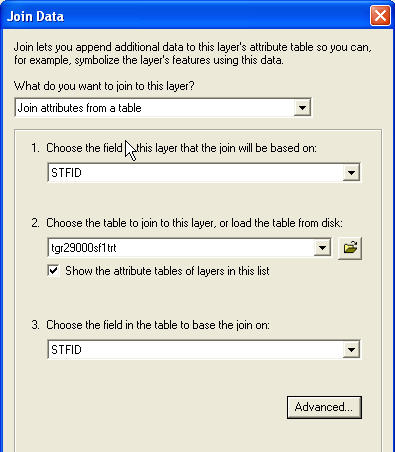 Join Data
Join lets you append additional data to this layer's attribute table so you can,
for example, symbolize the layer's features using this data.
What do you want to join to this layer?
Join attributes from a table
1. Choose the field in this layer that the join will be based on:
STFID
2. Choose the table to join to this layer, or load the table from disk:
tgr29000sf1trt
Show the attribute tables of layers in this list
3. Choose the field in the table to base the join on:
STFID
Advanced...